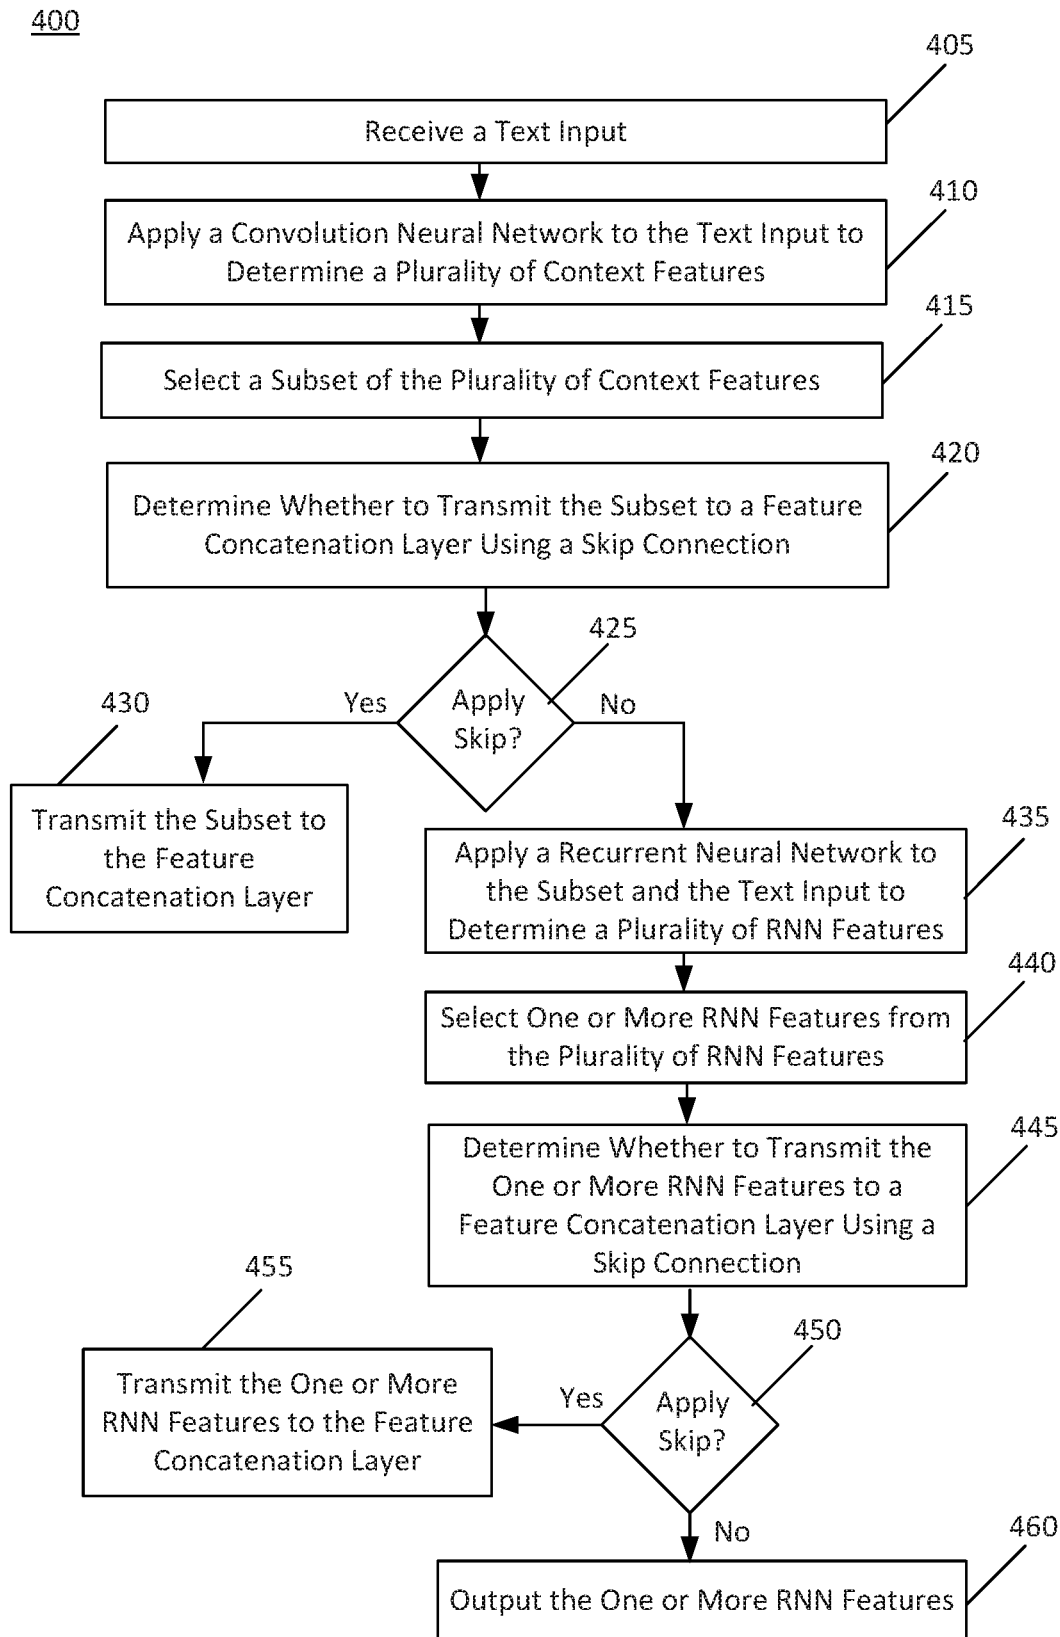 400
405
Receive a Text Input
410
Apply a Convolution Neural Network to the Text Input to
Determine a Plurality of Context Features
415
Select a Subset of the Plurality of Context Features
420
Determine Whether to Transmit the Subset to a Feature
Concatenation Layer Using a Skip Connection
425
Apply
Skip?
Yes
No
430
Transmit the Subset to
the Feature
Concatenation Layer
435
Apply a Recurrent Neural Network to
the Subset and the Text Input to
Determine a Plurality of RNN Features
440
Select One or More RNN Features from
the Plurality of RNN Features
445
Determine Whether to Transmit the
One or More RNN Features to a
Feature Concatenation Layer Using a
Skip Connection
450
Apply
Skip?
Yes
455
Transmit the One or More
RNN Features to the Feature
Concatenation Layer
No
460
Output the One or More RNN Features